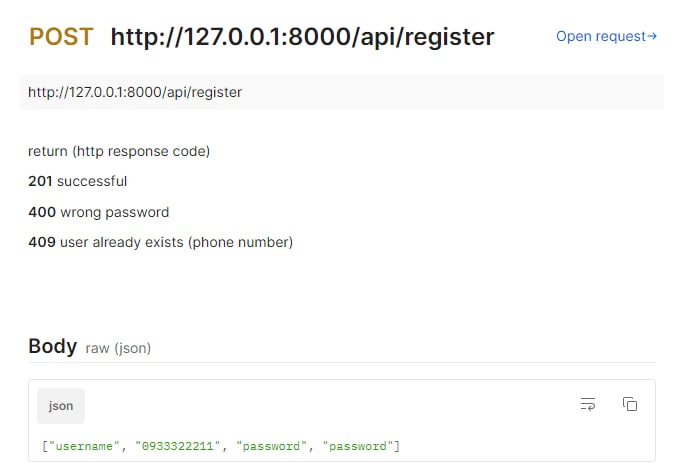 POST http://127.0.0.1:8000/api/register Open request→
http://127.0.0.1:8000/api/register
return (http response code)
201 successful
400 wrong password
409 user already exists (phone number)
Body raw (json)
json
["username", "0933322211", "password", "password"]